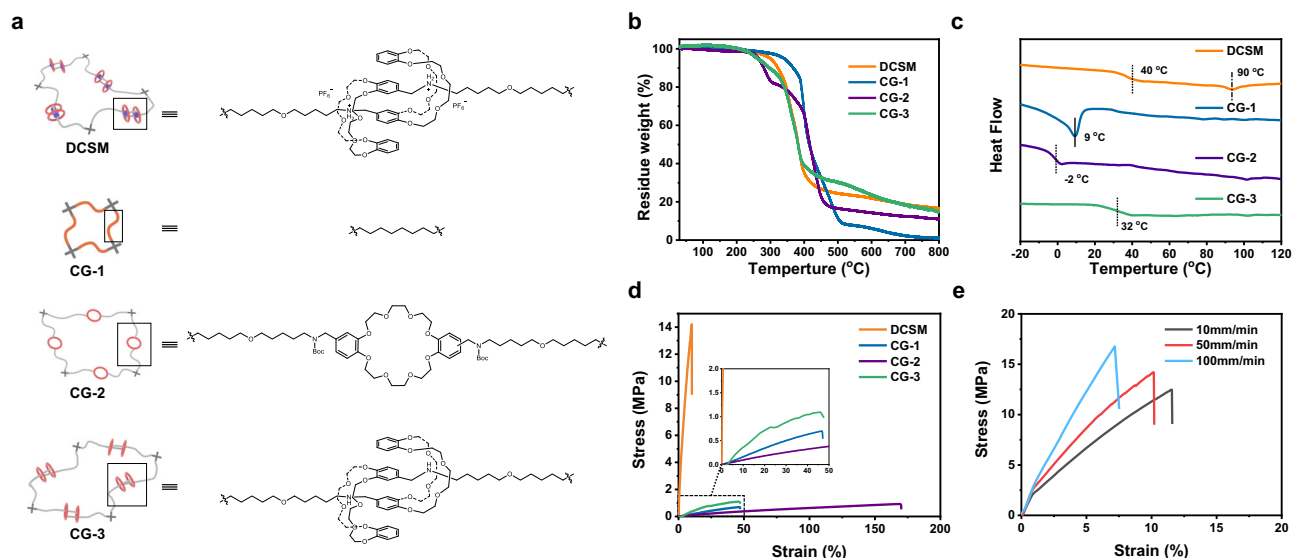 a
DCSM
CG-1
CG-2
CG-3
PF₆⁻
PF₆⁻
O
O
H
N
+
O
O
H
N
+
O
O
O
O
O
N
Boc
O
O
O
O
O
O
O
O
N
Boc
O
O
O
H
N
O
O
H
N
O
O
O
b
Residue weight (%)
100
80
60
40
20
0
DCSM
CG-1
CG-2
CG-3
100 200 300 400 500 600 700 800
Temperture (°C)
c
Heat Flow
DCSM
40 °C
90 °C
CG-1
9 °C
CG-2
-2 °C
CG-3
32 °C
-20 0 20 40 60 80 100 120
Temperture (°C)
d
Stress (MPa)
14
12
10
8
6
4
2
0
DCSM
CG-1
CG-2
CG-3
2.0
1.5
1.0
0.5
0.0
0 10 20 30 40 50
0 50 100 150 200
Strain (%)
e
Stress (MPa)
20
15
10
5
0
10mm/min
50mm/min
100mm/min
0 5 10 15 20
Strain (%)